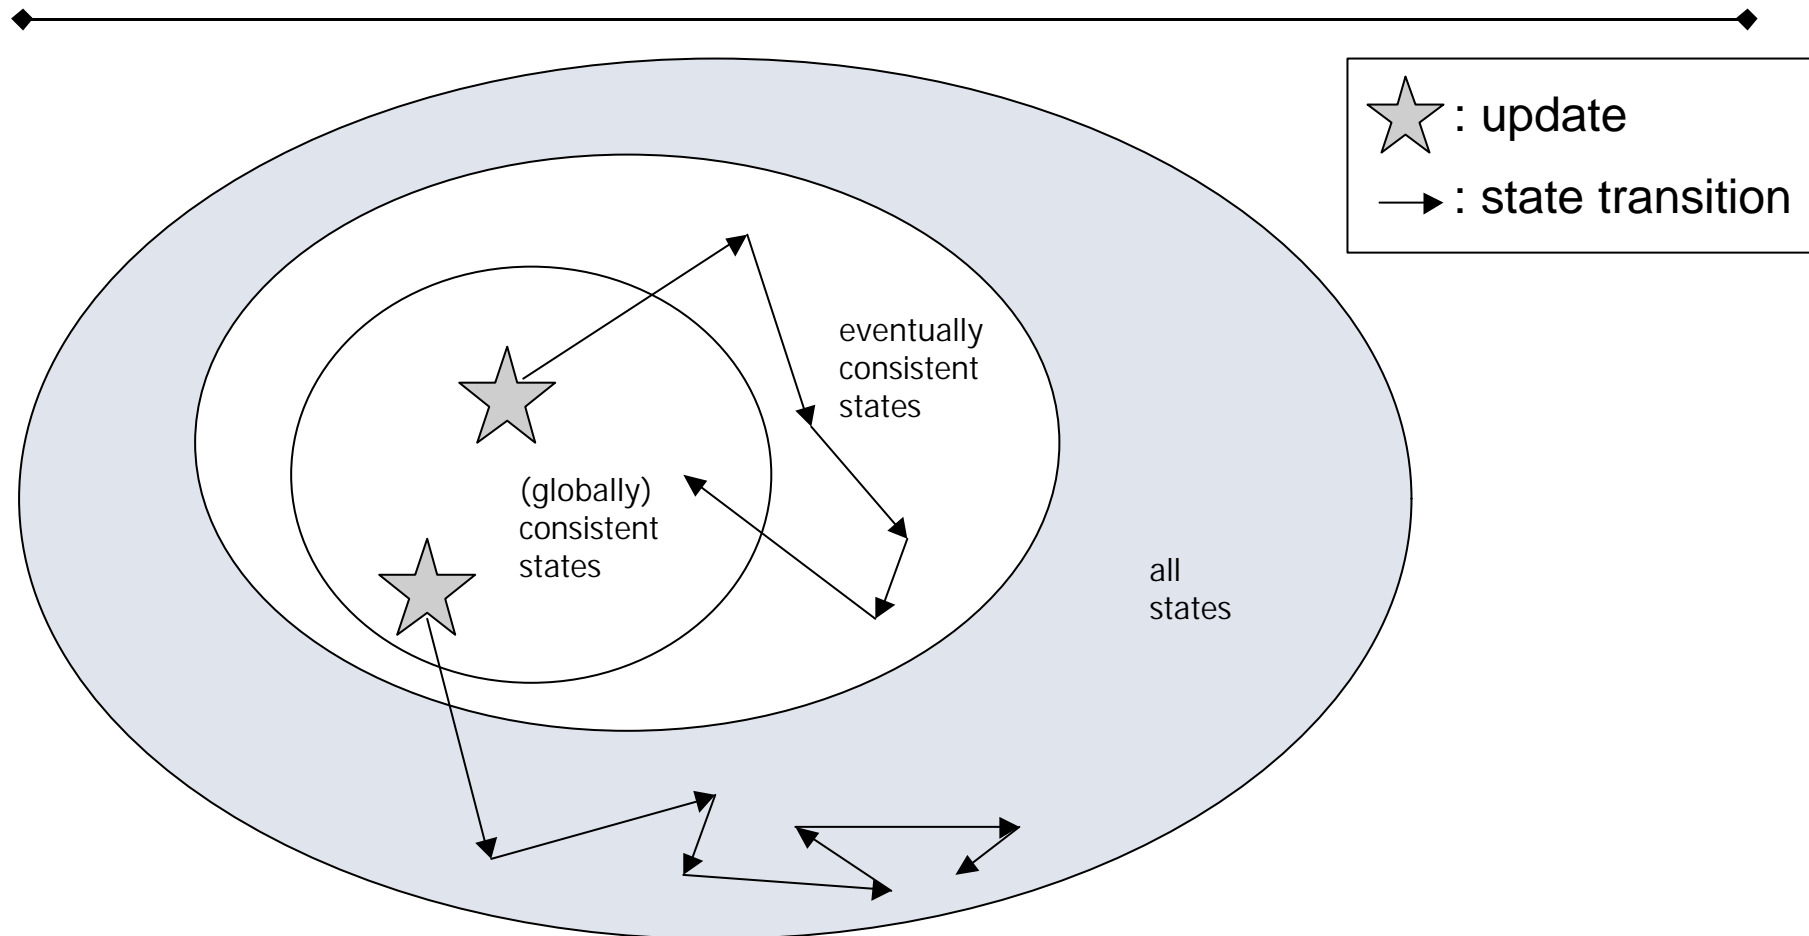 : update
: state transition
eventually
consistent
states
(globally)
consistent
states
all
states